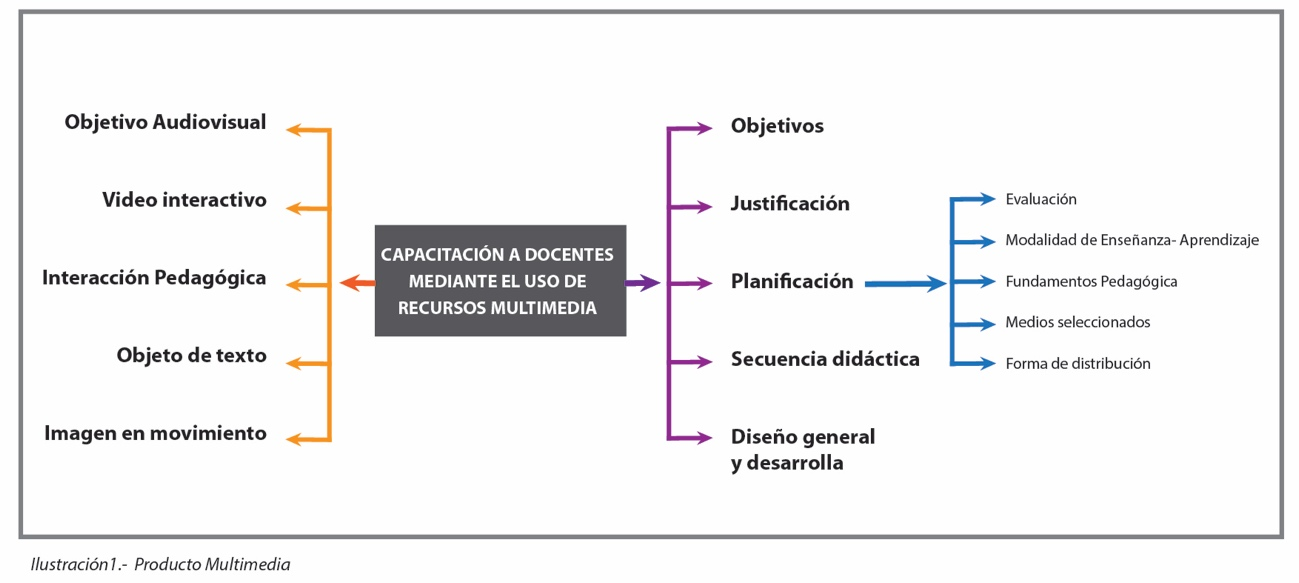 Objetivo Audiovisual
Video interactivo
Interacción Pedagógica
Objeto de texto
Imagen en movimiento
CAPACITACIÓN A DOCENTES
MEDIANTE EL USO DE
RECURSOS MULTIMEDIA
Objetivos
Justificación
Planificación
Secuencia didáctica
Diseño general
y desarrolla
Evaluación
Modalidad de Enseñanza- Aprendizaje
Fundamentos Pedagógica
Medios seleccionados
Forma de distribución
Ilustración1.- Producto Multimedia